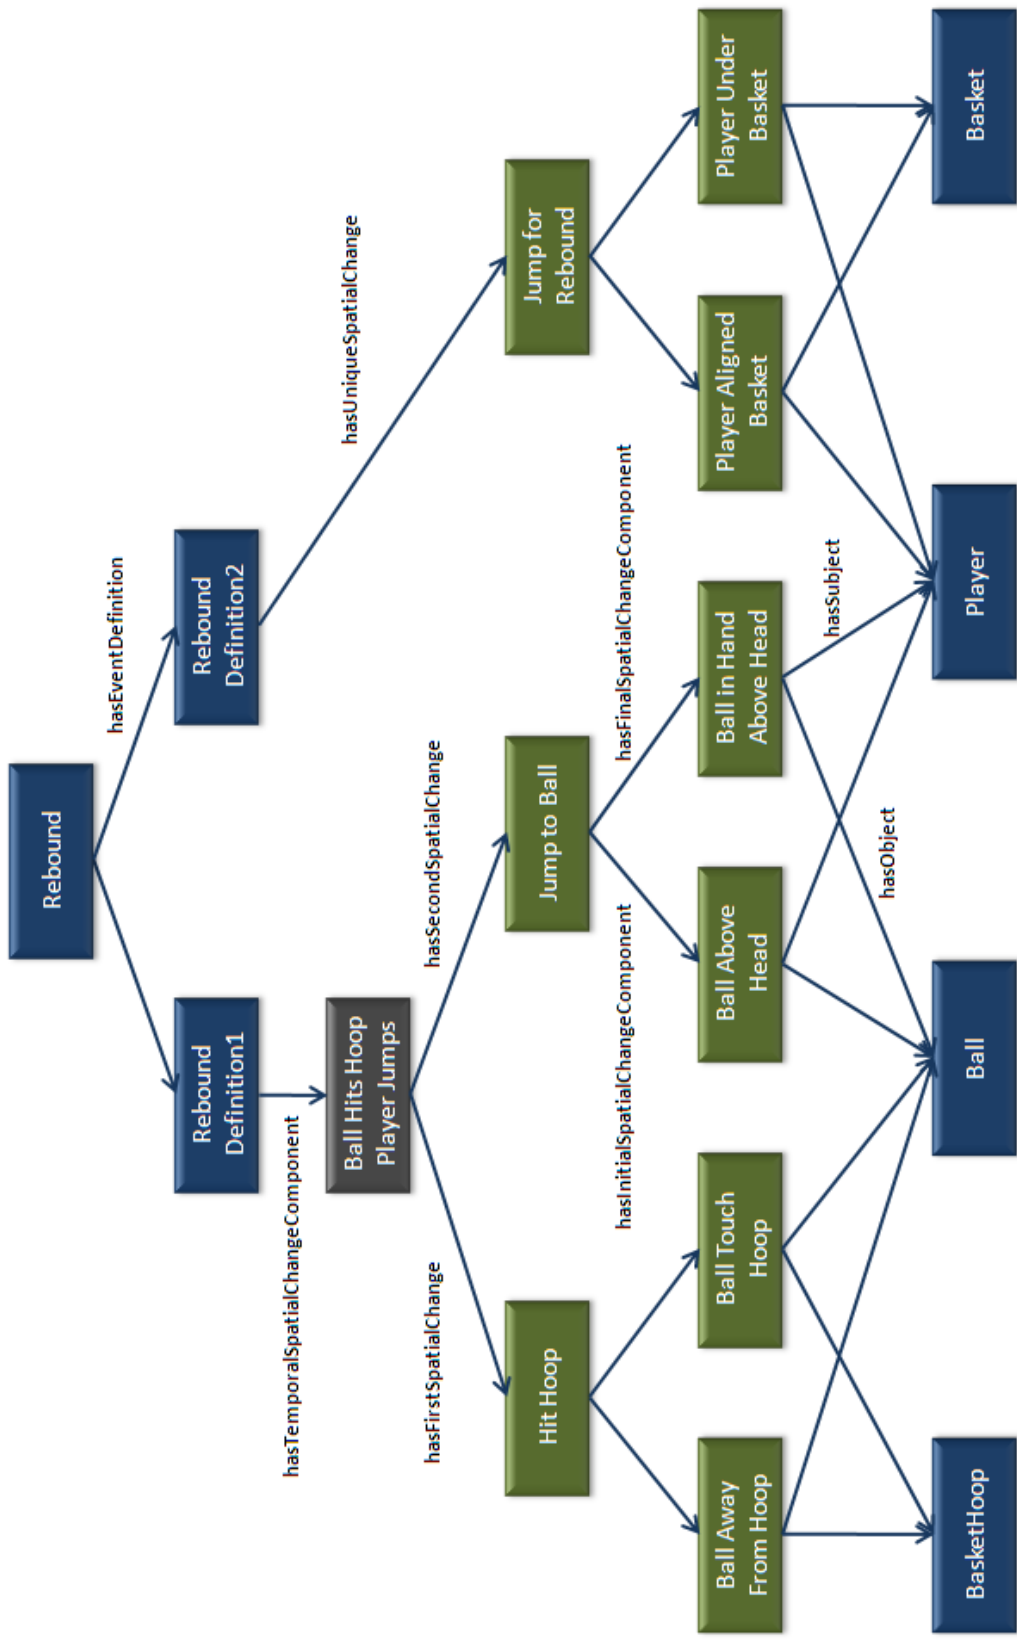 Rebound
hasEventDefinition
Rebound
Definition1
Rebound
Definition2
hasTemporalSpatialChangeComponent
hasUniqueSpatialChange
Ball Hits Hoop
Player Jumps
hasFirstSpatialChange
hasSecondSpatialChange
Hit Hoop
Jump to Ball
Jump for
Rebound
hasInitialSpatialChangeComponent
hasFinalSpatialChangeComponent
Ball Away
From Hoop
Ball Touch
Hoop
Ball Above
Head
Ball in Hand
Above Head
Player Aligned
Basket
Player Under
Basket
hasObject
hasSubject
BasketHoop
Ball
Player
Basket